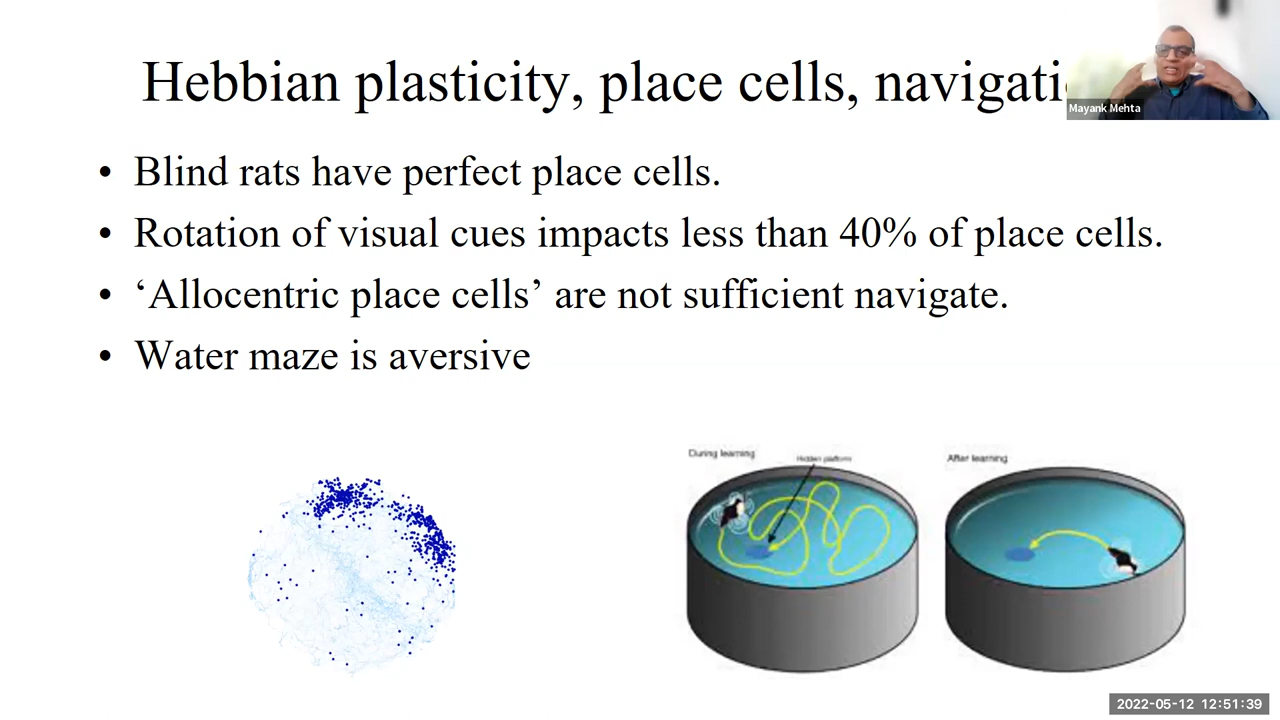 Hebbian plasticity, place cells, navigati
Mayank Mehta
• Blind rats have perfect place cells.
• Rotation of visual cues impacts less than 40% of place cells.
• ‘Allocentric place cells’ are not sufficient navigate.
• Water maze is aversive
During learning
Hidden platform
After learning
2022-05-12 12:51:39